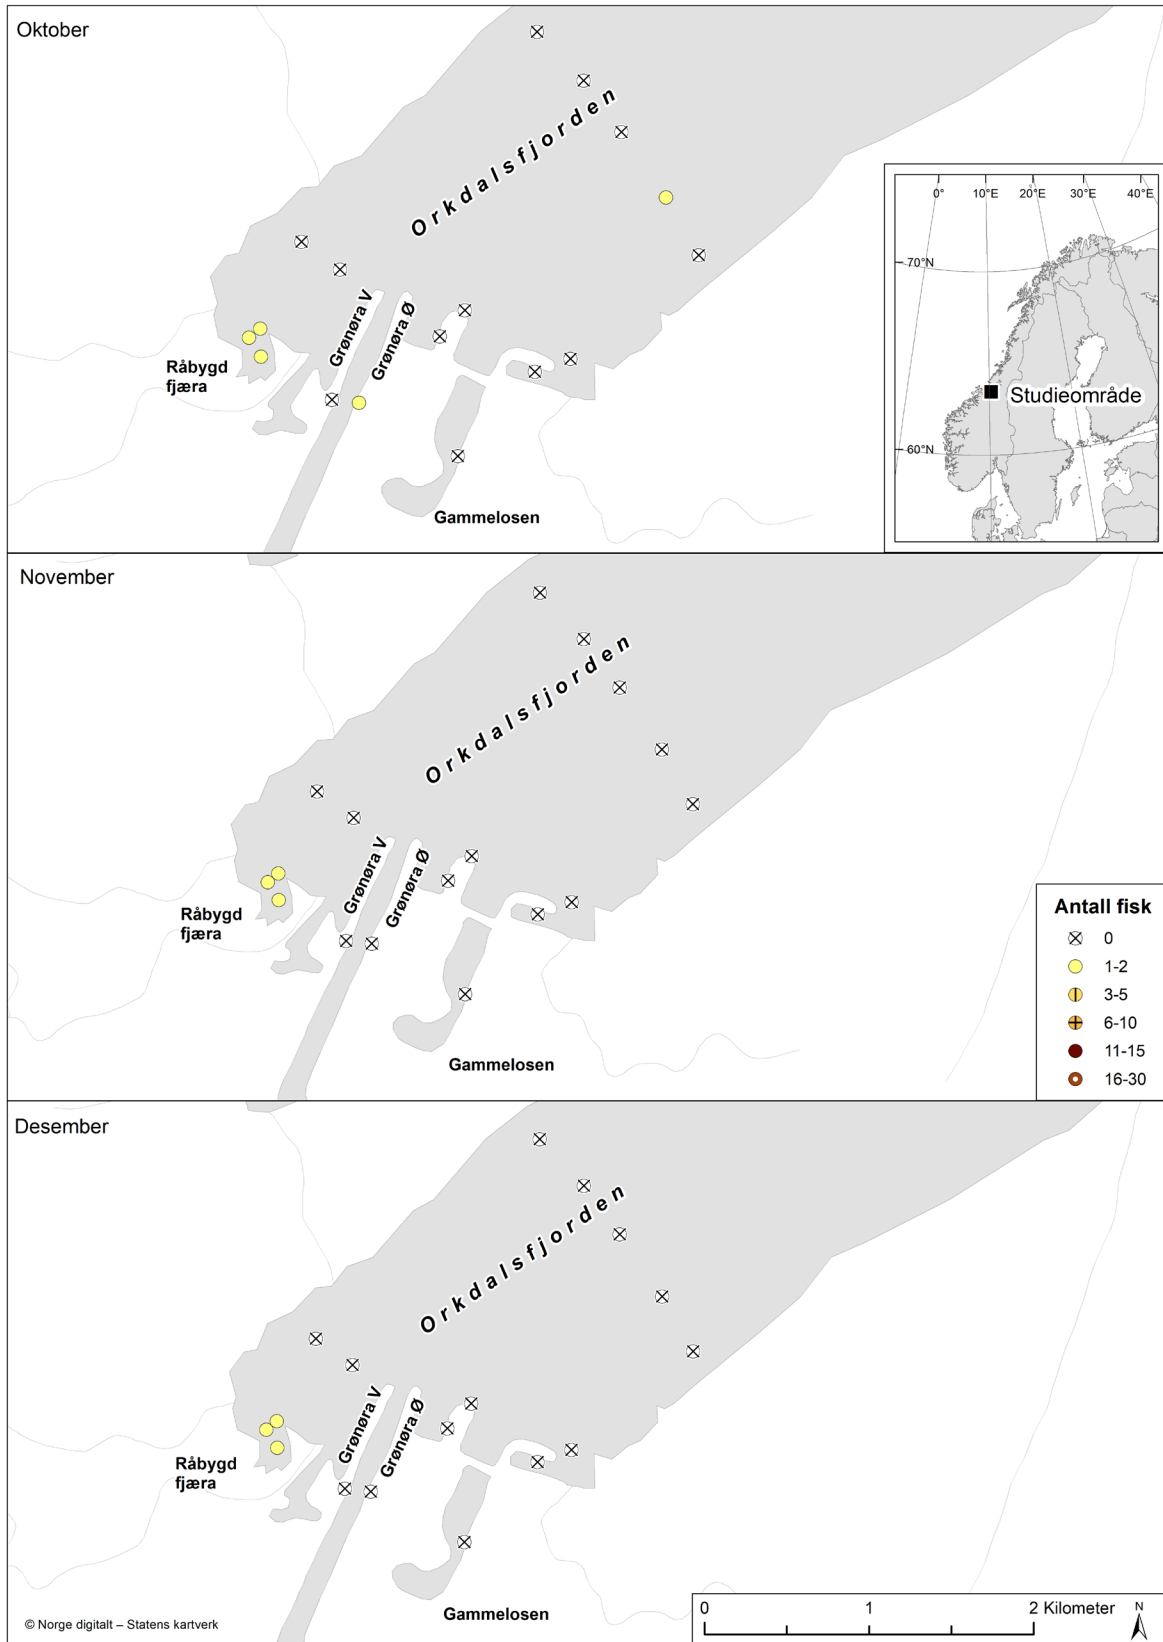 Oktober
Orkdalsfjorden
Grønøra V
Grønøra Ø
Råbygd
fjæra
Gammelosen
0°
10°E
20°E
30°E
40°E
70°N
60°N
Studieområde
November
Orkdalsfjorden
Grønøra V
Grønøra Ø
Råbygd
fjæra
Gammelosen
Antall fisk
0
1-2
3-5
6-10
11-15
16-30
Desember
Orkdalsfjorden
Grønøra V
Grønøra Ø
Råbygd
fjæra
Gammelosen
© Norge digitalt – Statens kartverk
0 1 2 Kilometer
N